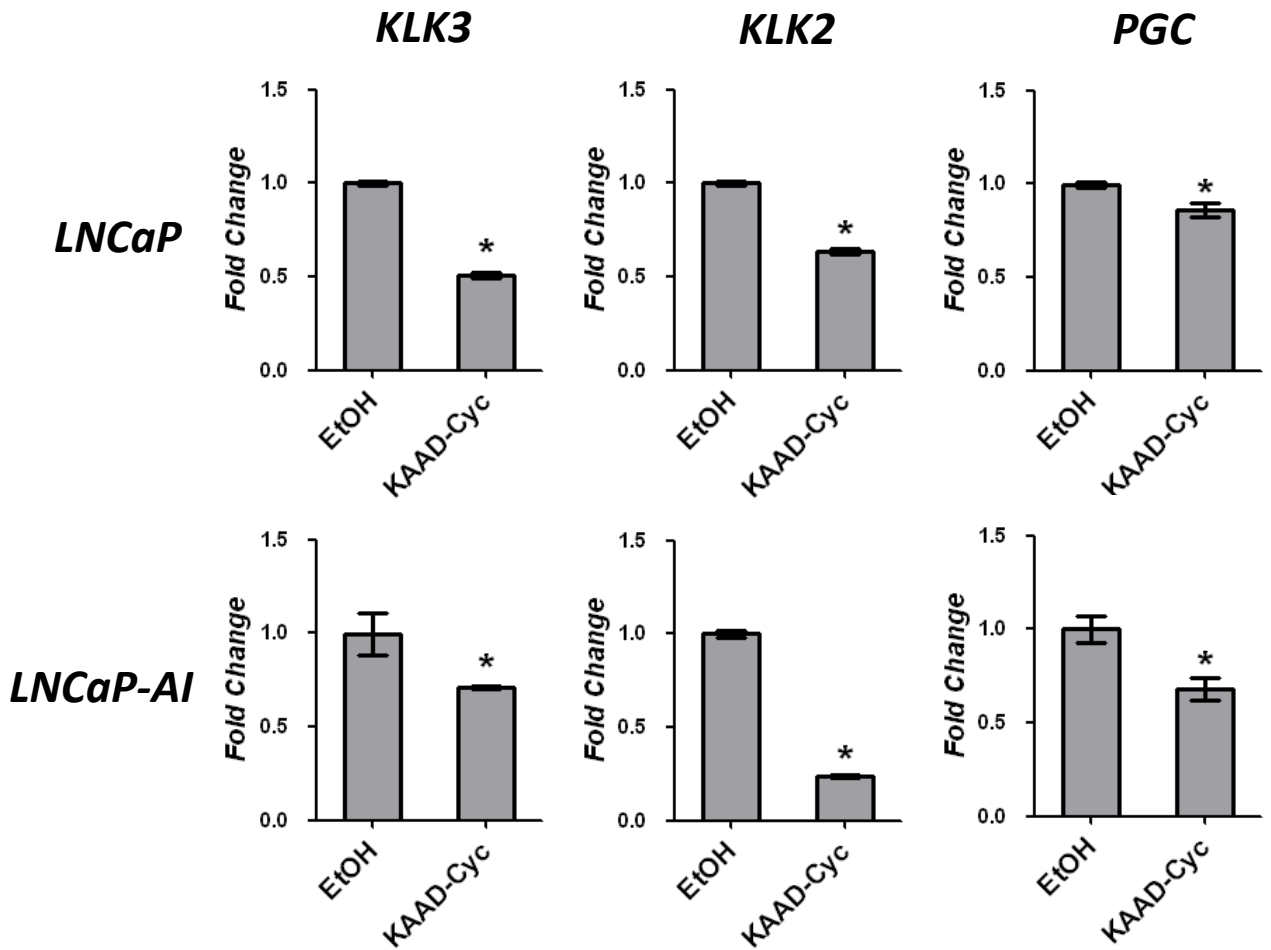 KLK3
KLK2
PGC
LNCaP
Fold Change
1.5
1.0
0.5
0.0
*
EtOH
KAAD-Cyc
Fold Change
1.5
1.0
0.5
0.0
*
EtOH
KAAD-Cyc
Fold Change
1.5
1.0
0.5
0.0
*
EtOH
KAAD-Cyc
LNCaP-AI
Fold Change
1.5
1.0
0.5
0.0
*
EtOH
KAAD-Cyc
Fold Change
1.5
1.0
0.5
0.0
*
EtOH
KAAD-Cyc
Fold Change
1.5
1.0
0.5
0.0
*
EtOH
KAAD-Cyc